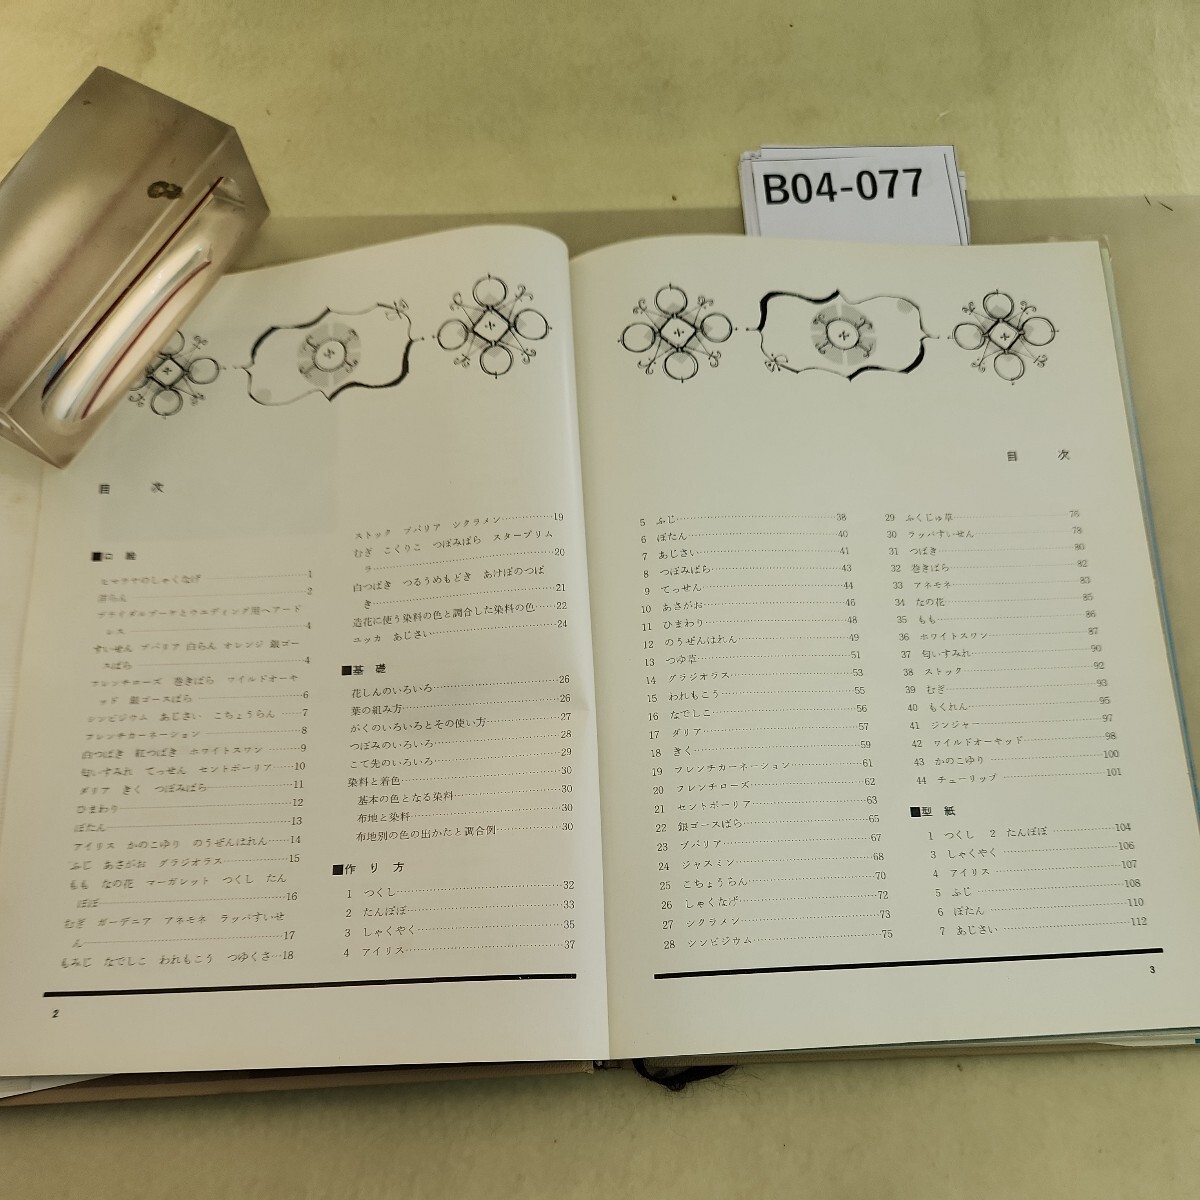 B04-077
目次
■口絵
ヒマラヤのしゃくなげ……1
洋らん……2
ブライダルブーケとウエディング用ヘアード
レス……4
すいせん ブバリア 白らん オレンジ 銀ゴー
スばら……4
フレンチローズ 巻きばら ワイルドオーキ
ッド 銀ゴースばら……6
シンビジウム あじさい こちょうらん……7
フレンチカーネーション……8
白つばき 紅つばき ホワイトスワン……9
匂いすみれ てっせん セントポーリア……10
ダリア きく つぼみばら……11
ひまわり……12
ぼたん……13
アイリス かのこゆり のうぜんはれん……14
ふじ あさがお グラジオラス……15
もも なの花 マーガレット つくし たん
ぽぽ……16
むぎ ガーデニア アネモネ ラッパすいせ
ん……17
もみじ なでしこ われもこう つゆくさ…18
ストック ブバリア シクラメン……19
むぎ こくりこ つぼみばら スタープリム
ラ……20
白つばき つるうめもどき あけぼのつば
き……21
造花に使う染料の色と調合した染料の色……22
ニッカ あじさい……24
■基礎
花しんのいろいろ……26
葉の組み方……26
がくのいろいろとその使い方……27
つぼみのいろいろ……28
こて先のいろいろ……29
染料と着色……30
基本の色となる染料……30
布地と染料……30
布地別の色の出かたと調合例……30
■作り方
1 つくし……32
2 たんぽぽ……33
3 しゃくやく……35
4 アイリス……37
2
目次
5 ふじ……38
6 ぼたん……40
7 あじさい……41
8 つぼみばら……43
9 てっせん……44
10 あさがお……46
11 ひまわり……48
12 のうぜんはれん……49
13 つゆ草……51
14 グラジオラス……53
15 われもこう……55
16 なでしこ……56
17 ダリア……57
18 きく……59
19 フレンチカーネーション……61
20 フレンチローズ……62
21 セントポーリア……63
22 銀ゴースばら……65
23 ブバリア……67
24 ジャスミン……68
25 こちょうらん……70
26 しゃくなげ……72
27 シクラメン……73
28 シンビジウム……75
29 ふくじゅ草……76
30 ラッパすいせん……78
31 つばき……80
32 巻きばら……82
33 アネモネ……83
34 なの花……85
35 もも……86
36 ホワイトスワン……87
37 匂いすみれ……90
38 ストック……92
39 むぎ……93
40 もくれん……95
41 ジンジャー……97
42 ワイルドオーキッド……98
43 かのこゆり……100
44 チューリップ……101
■型紙
1 つくし 2 たんぽぽ……104
3 しゃくやく……106
4 アイリス……107
5 ふじ……108
6 ぼたん……110
7 あじさい……112
3